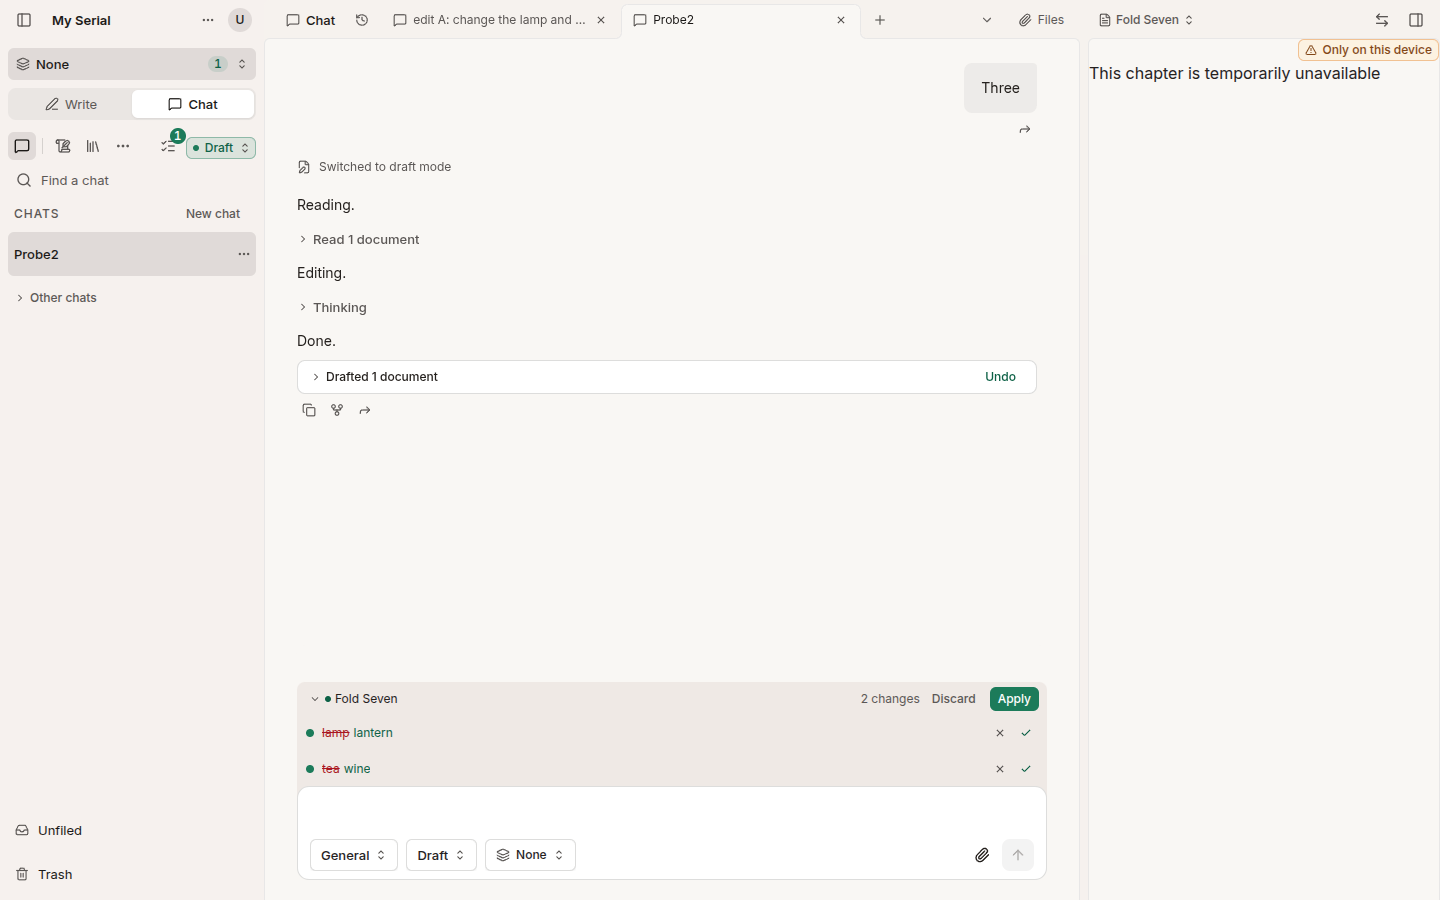 My Serial
U
None
1
Write
Chat
1
Draft
Find a chat
CHATS
New chat
Probe2
Other chats
Unfiled
Trash
Chat
edit A: change the lamp and ...
Probe2
Files
Three
Switched to draft mode
Reading.
Read 1 document
Editing.
Thinking
Done.
Drafted 1 document
Undo
Fold Seven
2 changes
Discard
Apply
lamp lantern
tea wine
General
Draft
None
Fold Seven
Only on this device
This chapter is temporarily unavailable